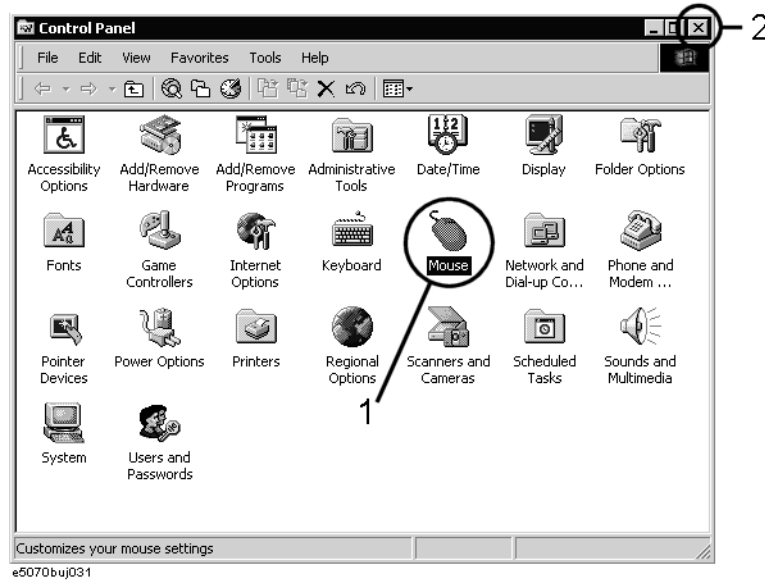 Control Panel
2
File Edit View Favorites Tools Help
Accessibility Options
Add/Remove Hardware
Add/Remove Programs
Administrative Tools
Date/Time
Display
Folder Options
Fonts
Game Controllers
Internet Options
Keyboard
Mouse
Network and Dial-up Co...
Phone and Modem ...
Pointer Devices
Power Options
Printers
Regional Options
Scanners and Cameras
Scheduled Tasks
Sounds and Multimedia
1
System
Users and Passwords
Customizes your mouse settings
e5070buj031